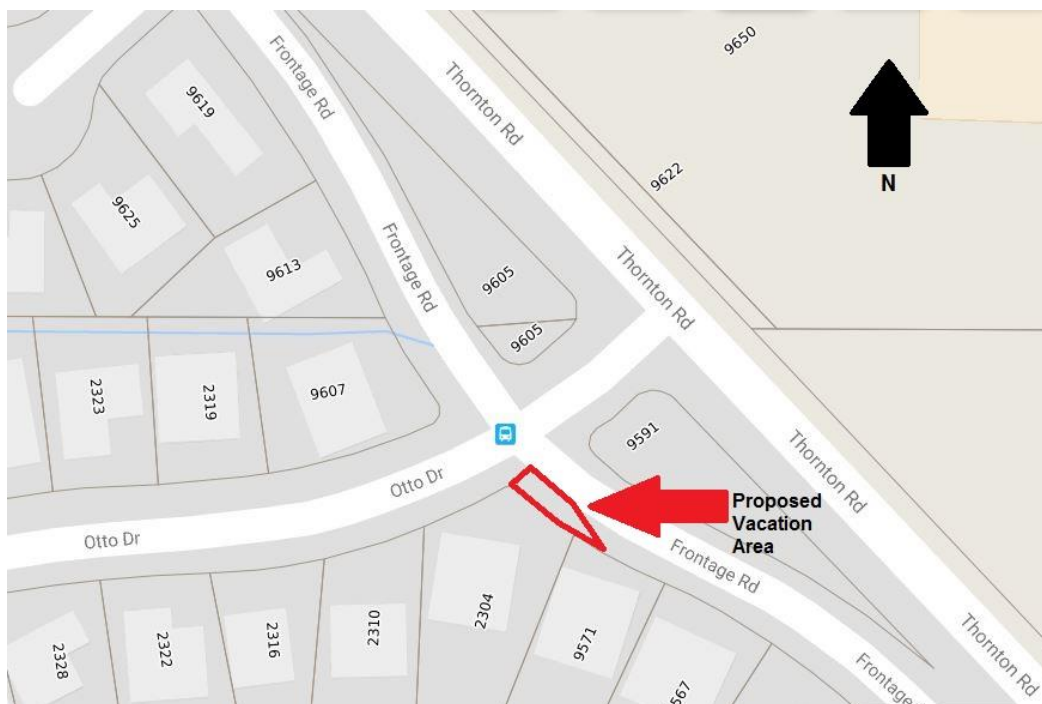 9650
Frontage Rd
Thornton Rd
9619
N
9622
9625
Frontage Rd
9613
9605
Thornton Rd
9605
2323
2319
9607
9591
Thornton Rd
Otto Dr
Proposed
Vacation
Area
Otto Dr
Frontage Rd
2304
2310
9571
2316
2322
2328
Thornton Rd
Frontage
567